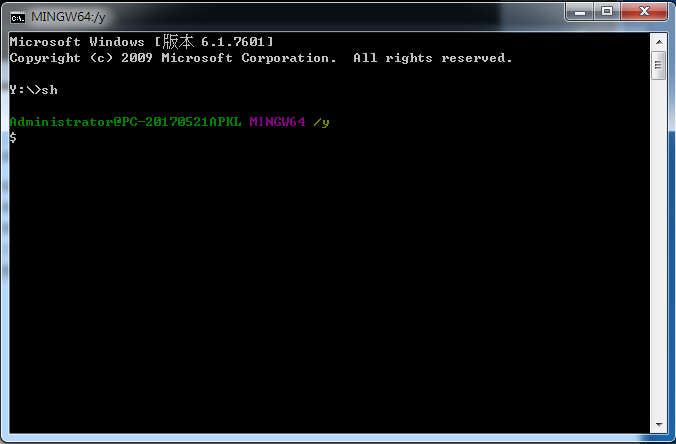 MINGW64:/y
Microsoft Windows [版本 6.1.7601]
Copyright (c) 2009 Microsoft Corporation.  All rights reserved.
Y:\>sh
Administrator@PC-20170521APKL MINGW64 /y
$